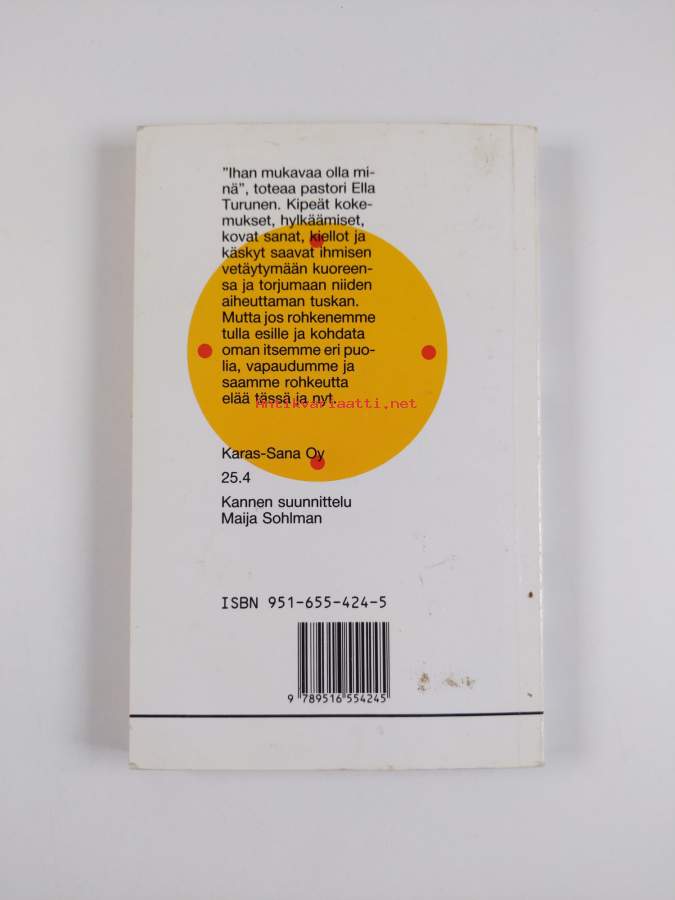 "Ihan mukavaa olla mi-
nä", toteaa pastori Ella
Turunen. Kipeät koke-
mukset, hylkäämiset,
kovat sanat, kiellot ja
käskyt saavat ihmisen
vetäytymään kuoreen-
sa ja torjumaan niiden
aiheuttaman tuskan.
Mutta jos rohkenemme
tulla esille ja kohdata
oman itsemme eri puo-
lia, vapaudumme ja
saamme rohkeutta
elää tässä ja nyt.
Antikvariaatti.net
Karas-Sana Oy
25.4
Kannen suunnittelu
Maija Sohlman
ISBN 951-655-424-5
9 789516 554245